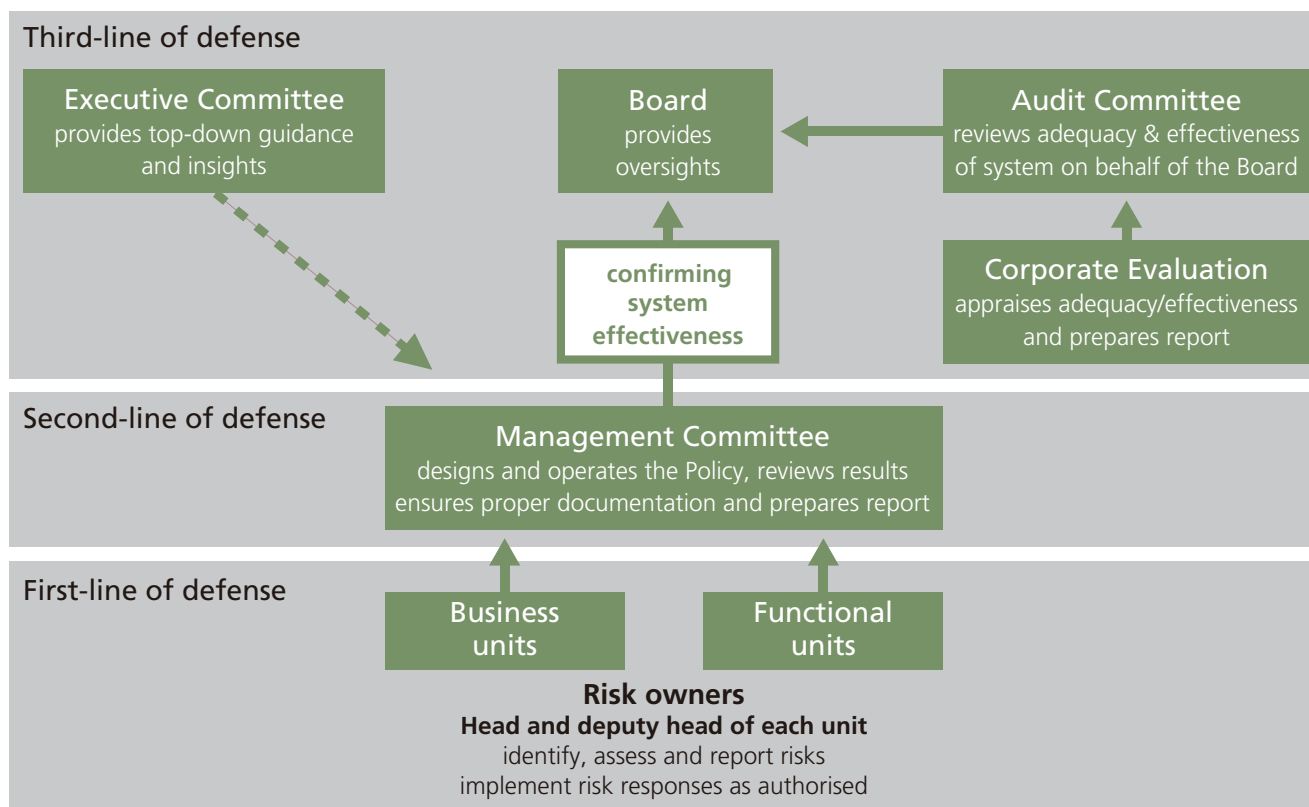 Third-line of defense
Executive Committee
provides top-down guidance
and insights
Board
provides
oversights
Audit Committee
reviews adequacy & effectiveness
of system on behalf of the Board
confirming
system
effectiveness
Corporate Evaluation
appraises adequacy/effectiveness
and prepares report
Second-line of defense
Management Committee
designs and operates the Policy, reviews results
ensures proper documentation and prepares report
First-line of defense
Business
units
Functional
units
Risk owners
Head and deputy head of each unit
identify, assess and report risks
implement risk responses as authorised